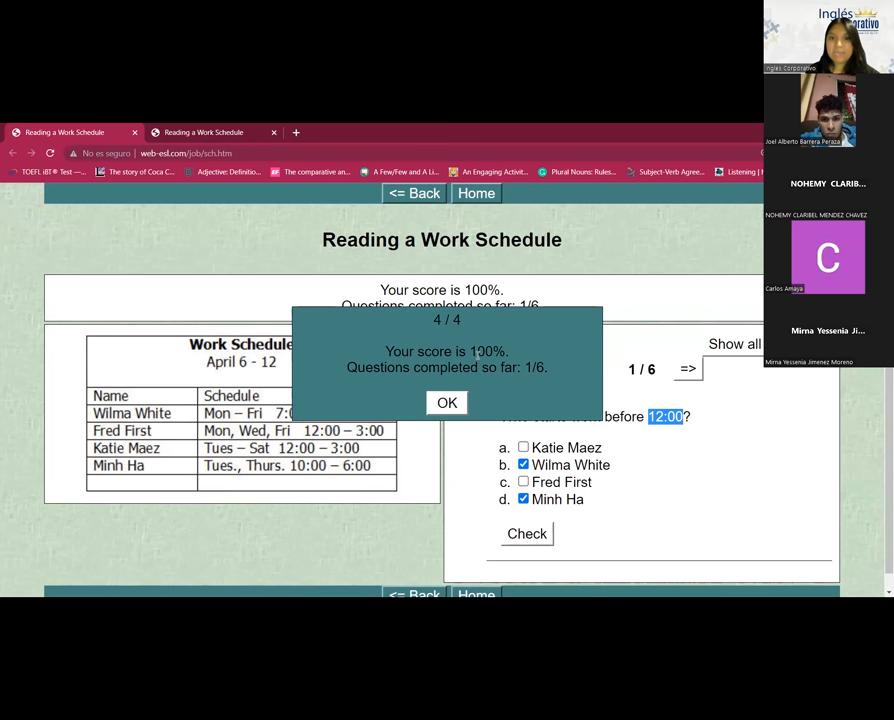 Inglés
orativo
Inglés Corporativo
Joel Alberto Barrera Peraza
NOHEMY CLARIB...
NOHEMY CLARIBEL MENDEZ CHAVEZ
C
Carlos Amaya
Mirna Yessenia Ji...
Mirna Yessenia Jimenez Moreno
Reading a Work Schedule
Reading a Work Schedule
No es seguro web-esl.com/job/sch.htm
TOEFL iBT® Test —...
The story of Coca C...
Adjective: Definitio...
EF The comparative an...
A Few/Few and A Li...
An Engaging Activit...
Plural Nouns: Rules...
Subject-Verb Agree...
Listening
<= Back Home
Reading a Work Schedule
Your score is 100%.
Questions completed so far: 1/6.
4 / 4
Your score is 100%.
Questions completed so far: 1/6.
OK
Work Schedule
April 6 - 12
Name Schedule
Wilma White Mon – Fri 7:0
Fred First Mon, Wed, Fri 12:00 – 3:00
Katie Maez Tues – Sat 12:00 – 3:00
Minh Ha Tues., Thurs. 10:00 – 6:00
Show all
1 / 6 =>
before 12:00?
a. Katie Maez
b. Wilma White
c. Fred First
d. Minh Ha
Check
<= Back Home